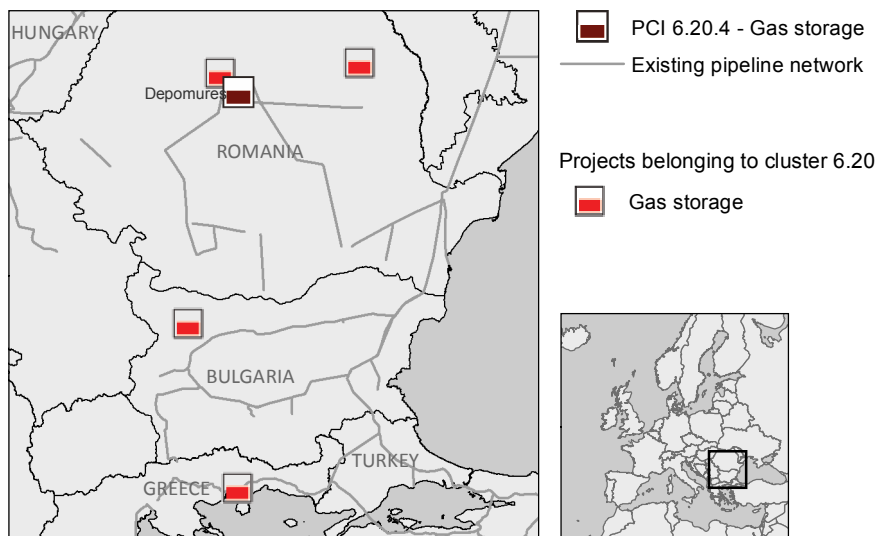 HUNGARY
Depomures
ROMANIA
BULGARIA
TURKEY
GREECE
PCI 6.20.4 - Gas storage
Existing pipeline network
Projects belonging to cluster 6.20
Gas storage